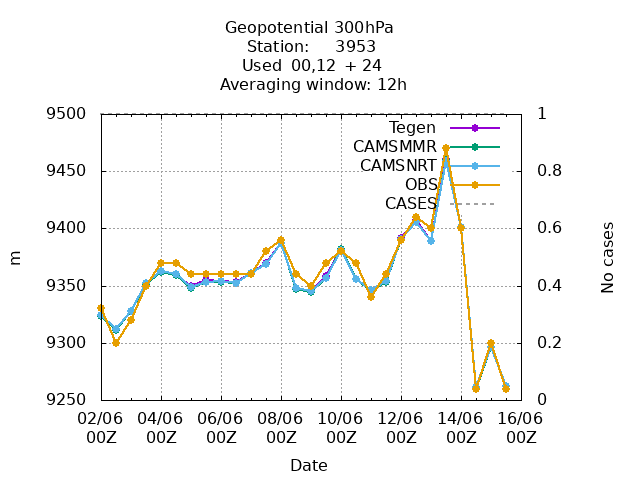 Geopotential 300hPa
Station: 3953
Used 00,12 + 24
Averaging window: 12h
9500
9450
9400
9350
9300
9250
1
0.8
0.6
0.4
0.2
0
Tegen
CAMSMMR
CAMSNRT
OBS
CASES
m
No cases
02/06 04/06 06/06 08/06 10/06 12/06 14/06 16/06
00Z 00Z 00Z 00Z 00Z 00Z 00Z 00Z
Date